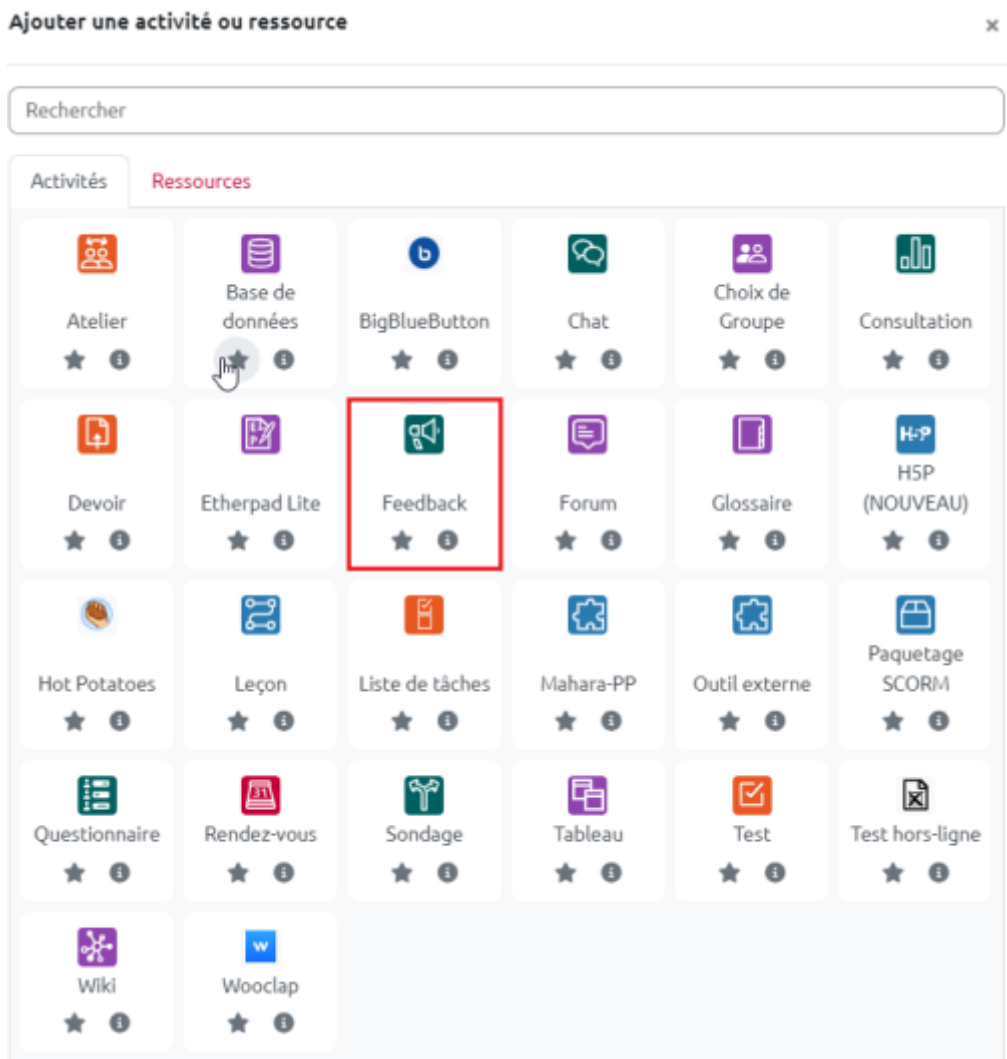 Ajouter une activité ou ressource
Rechercher
Activités Ressources
Atelier
Base de
données
BigBlueButton
Chat
Choix de
Groupe
Consultation
Devoir
Etherpad Lite
Feedback
Forum
Glossaire
H5P
H5P
(NOUVEAU)
Hot Potatoes
Leçon
Liste de tâches
Mahara-PP
Outil externe
Paquetage
SCORM
Questionnaire
Rendez-vous
Sondage
Tableau
Test
Test hors-ligne
Wiki
Wooclap